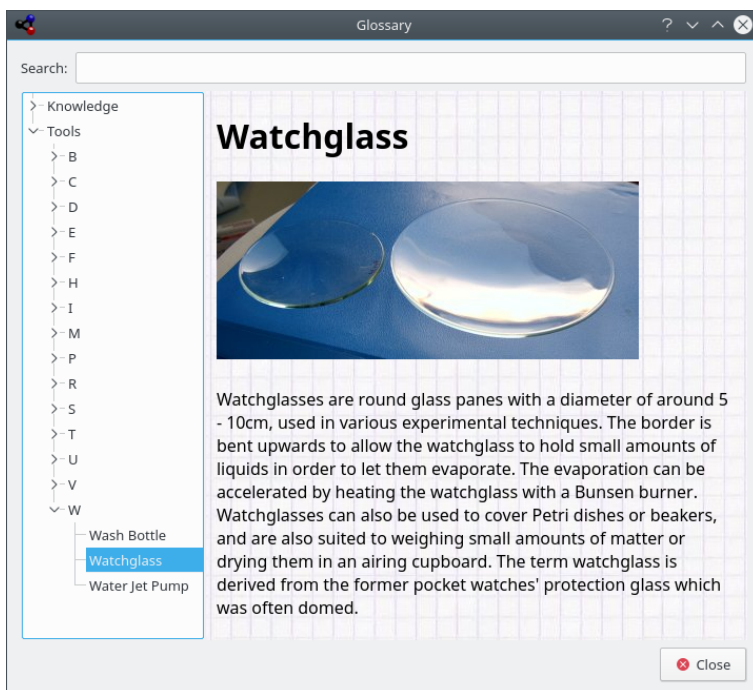 Glossary
Search:
Knowledge
Tools
B
C
D
E
F
H
I
M
P
R
S
T
U
V
W
Wash Bottle
Watchglass
Water Jet Pump
Watchglass
Watchglasses are round glass panes with a diameter of around 5
- 10cm, used in various experimental techniques. The border is
bent upwards to allow the watchglass to hold small amounts of
liquids in order to let them evaporate. The evaporation can be
accelerated by heating the watchglass with a Bunsen burner.
Watchglasses can also be used to cover Petri dishes or beakers,
and are also suited to weighing small amounts of matter or
drying them in an airing cupboard. The term watchglass is
derived from the former pocket watches' protection glass which
was often domed.
Close